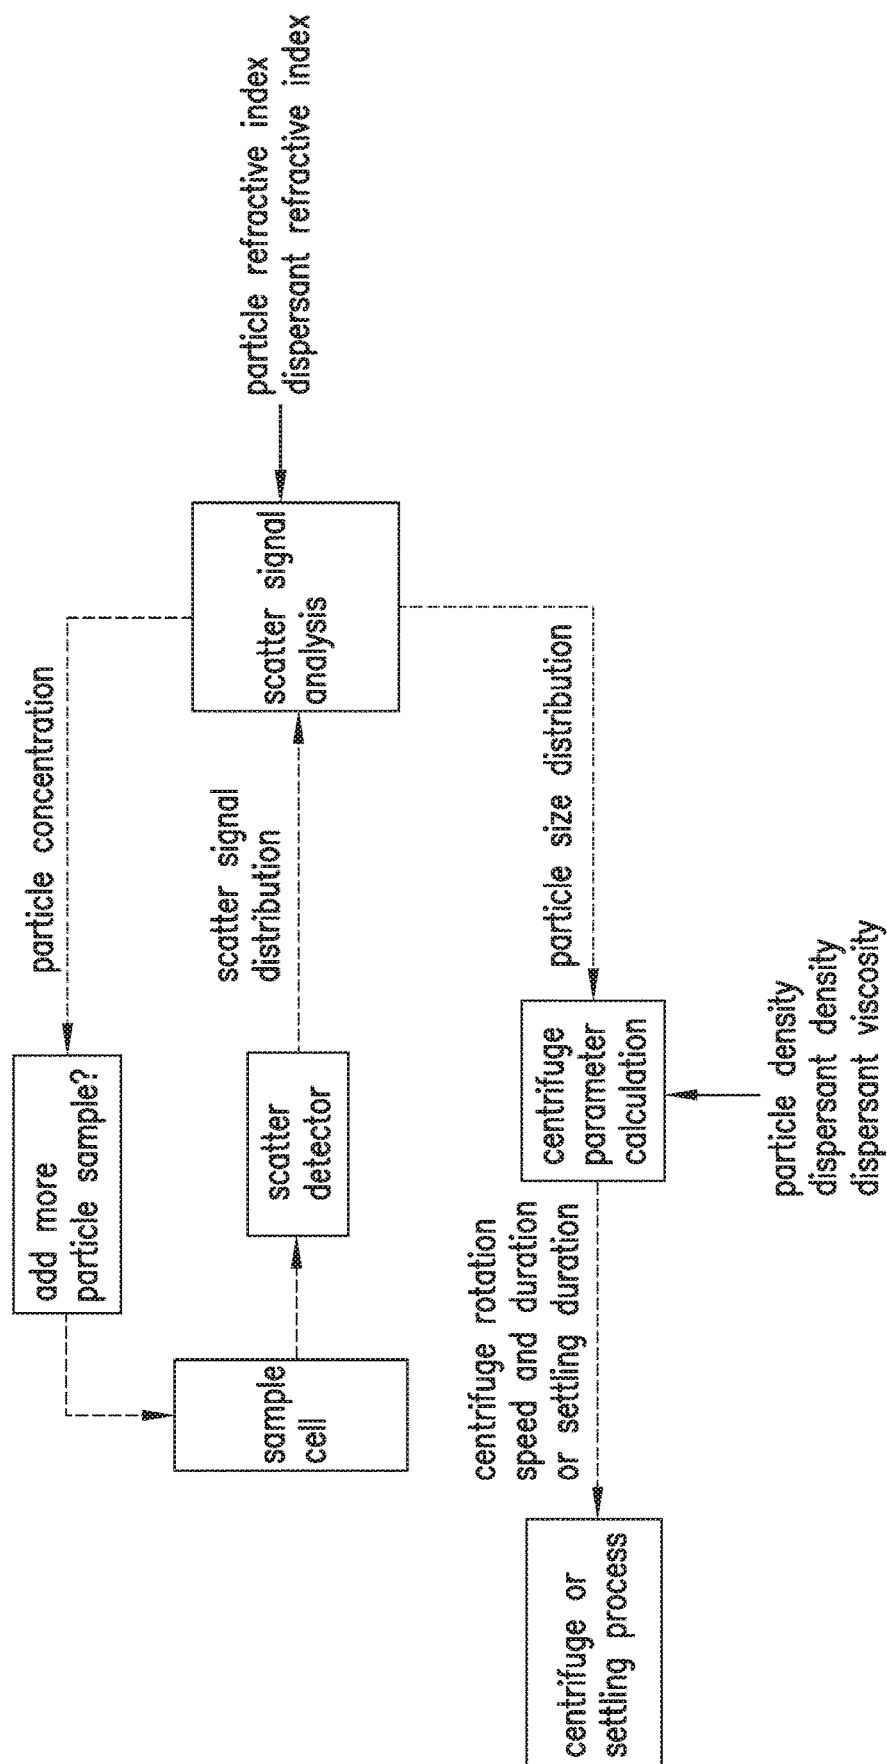 add more
particle sample?
particle concentration
sample
cell
scatter
detector
scatter signal
distribution
scatter signal
analysis
particle refractive index
dispersant refractive index
centrifuge or
settling process
centrifuge rotation
speed and duration
or settling duration
centrifuge
parameter
calculation
particle size distribution
particle density
dispersant density
dispersant viscosity